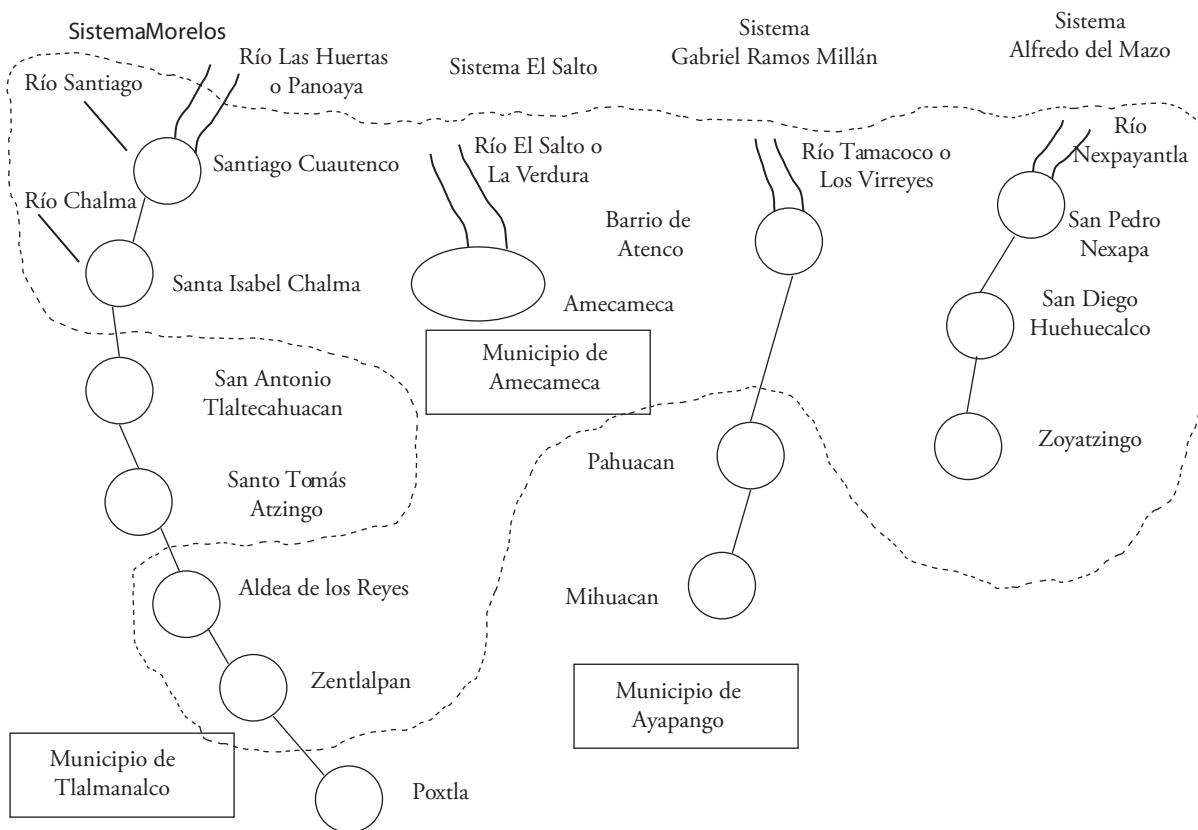 SistemaMorelos
Río Las Huertas
o Panoaya
Río Santiago
Santiago Cuautenco
Río Chalma
Santa Isabel Chalma
San Antonio
Tlaltecahuacan
Santo Tomás
Atzingo
Aldea de los Reyes
Zentlalpan
Poxtla
Municipio de
Tlalmanalco
Sistema El Salto
Río El Salto o
La Verdura
Amecameca
Municipio de
Amecameca
Sistema
Gabriel Ramos Millán
Río Tamacoco o
Los Virreyes
Barrio de
Atenco
Pahuacan
Mihuacan
Municipio de
Ayapango
Sistema
Alfredo del Mazo
Río
Nexpayantla
San Pedro
Nexapa
San Diego
Huehuecalco
Zoyatzingo